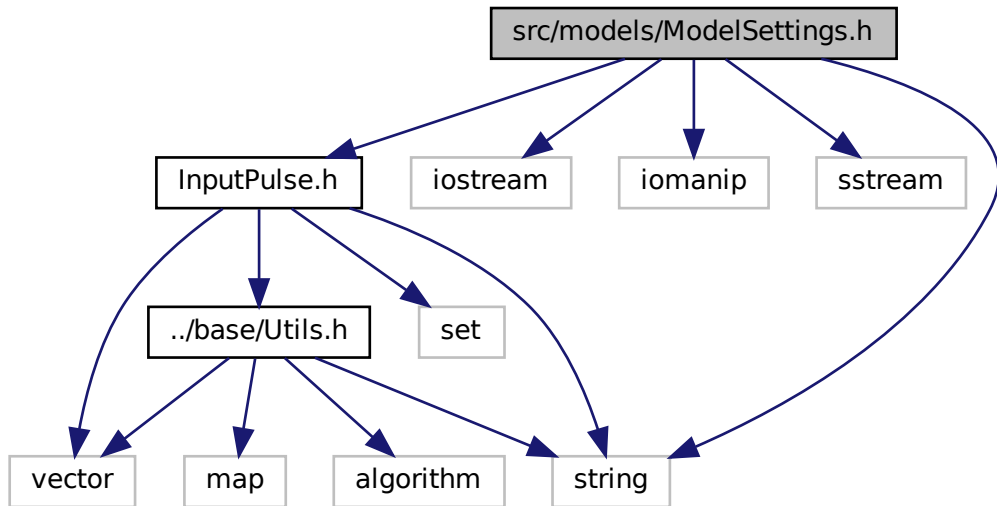 src/models/ModelSettings.h
InputPulse.h
iostream
iomanip
sstream
../base/Utils.h
set
vector
map
algorithm
string